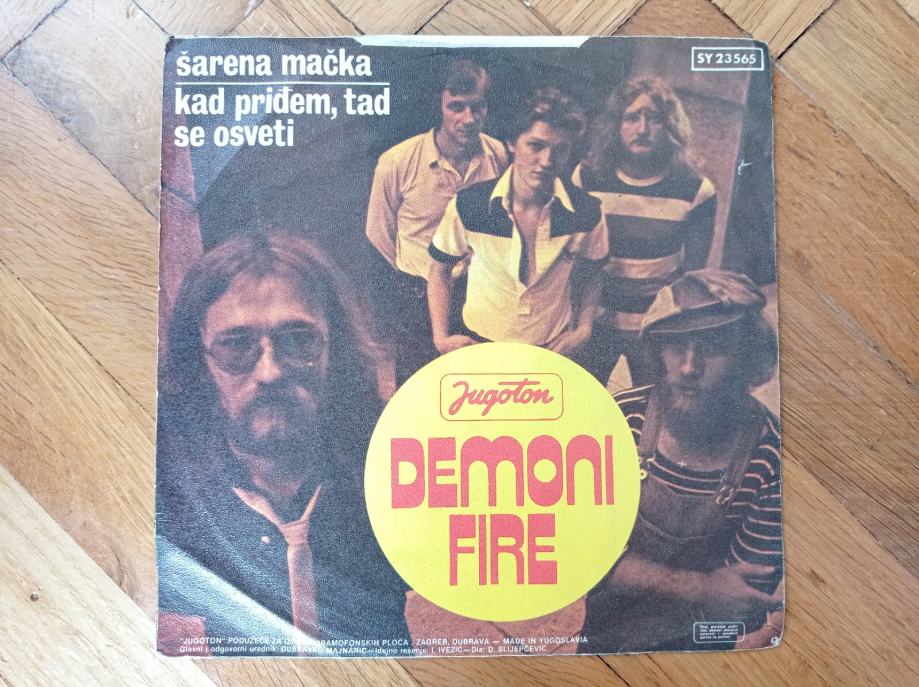 šarena mačka
kad priđem, tad
se osveti
SY 23565
Jugoton
DEMONI
FIRE
"JUGOTON" PODUZEĆE ZA GRAMOFONSKIH PLOČA, ZAGREB, DUBRAVA — MADE IN YUGOSLAVIA
Glavni i odgovorni urednik: DUBRAVKO MAJNARIĆ — Idejno rešenje: I. IVEZIĆ — Dia: D. SLIJEPČEVIĆ